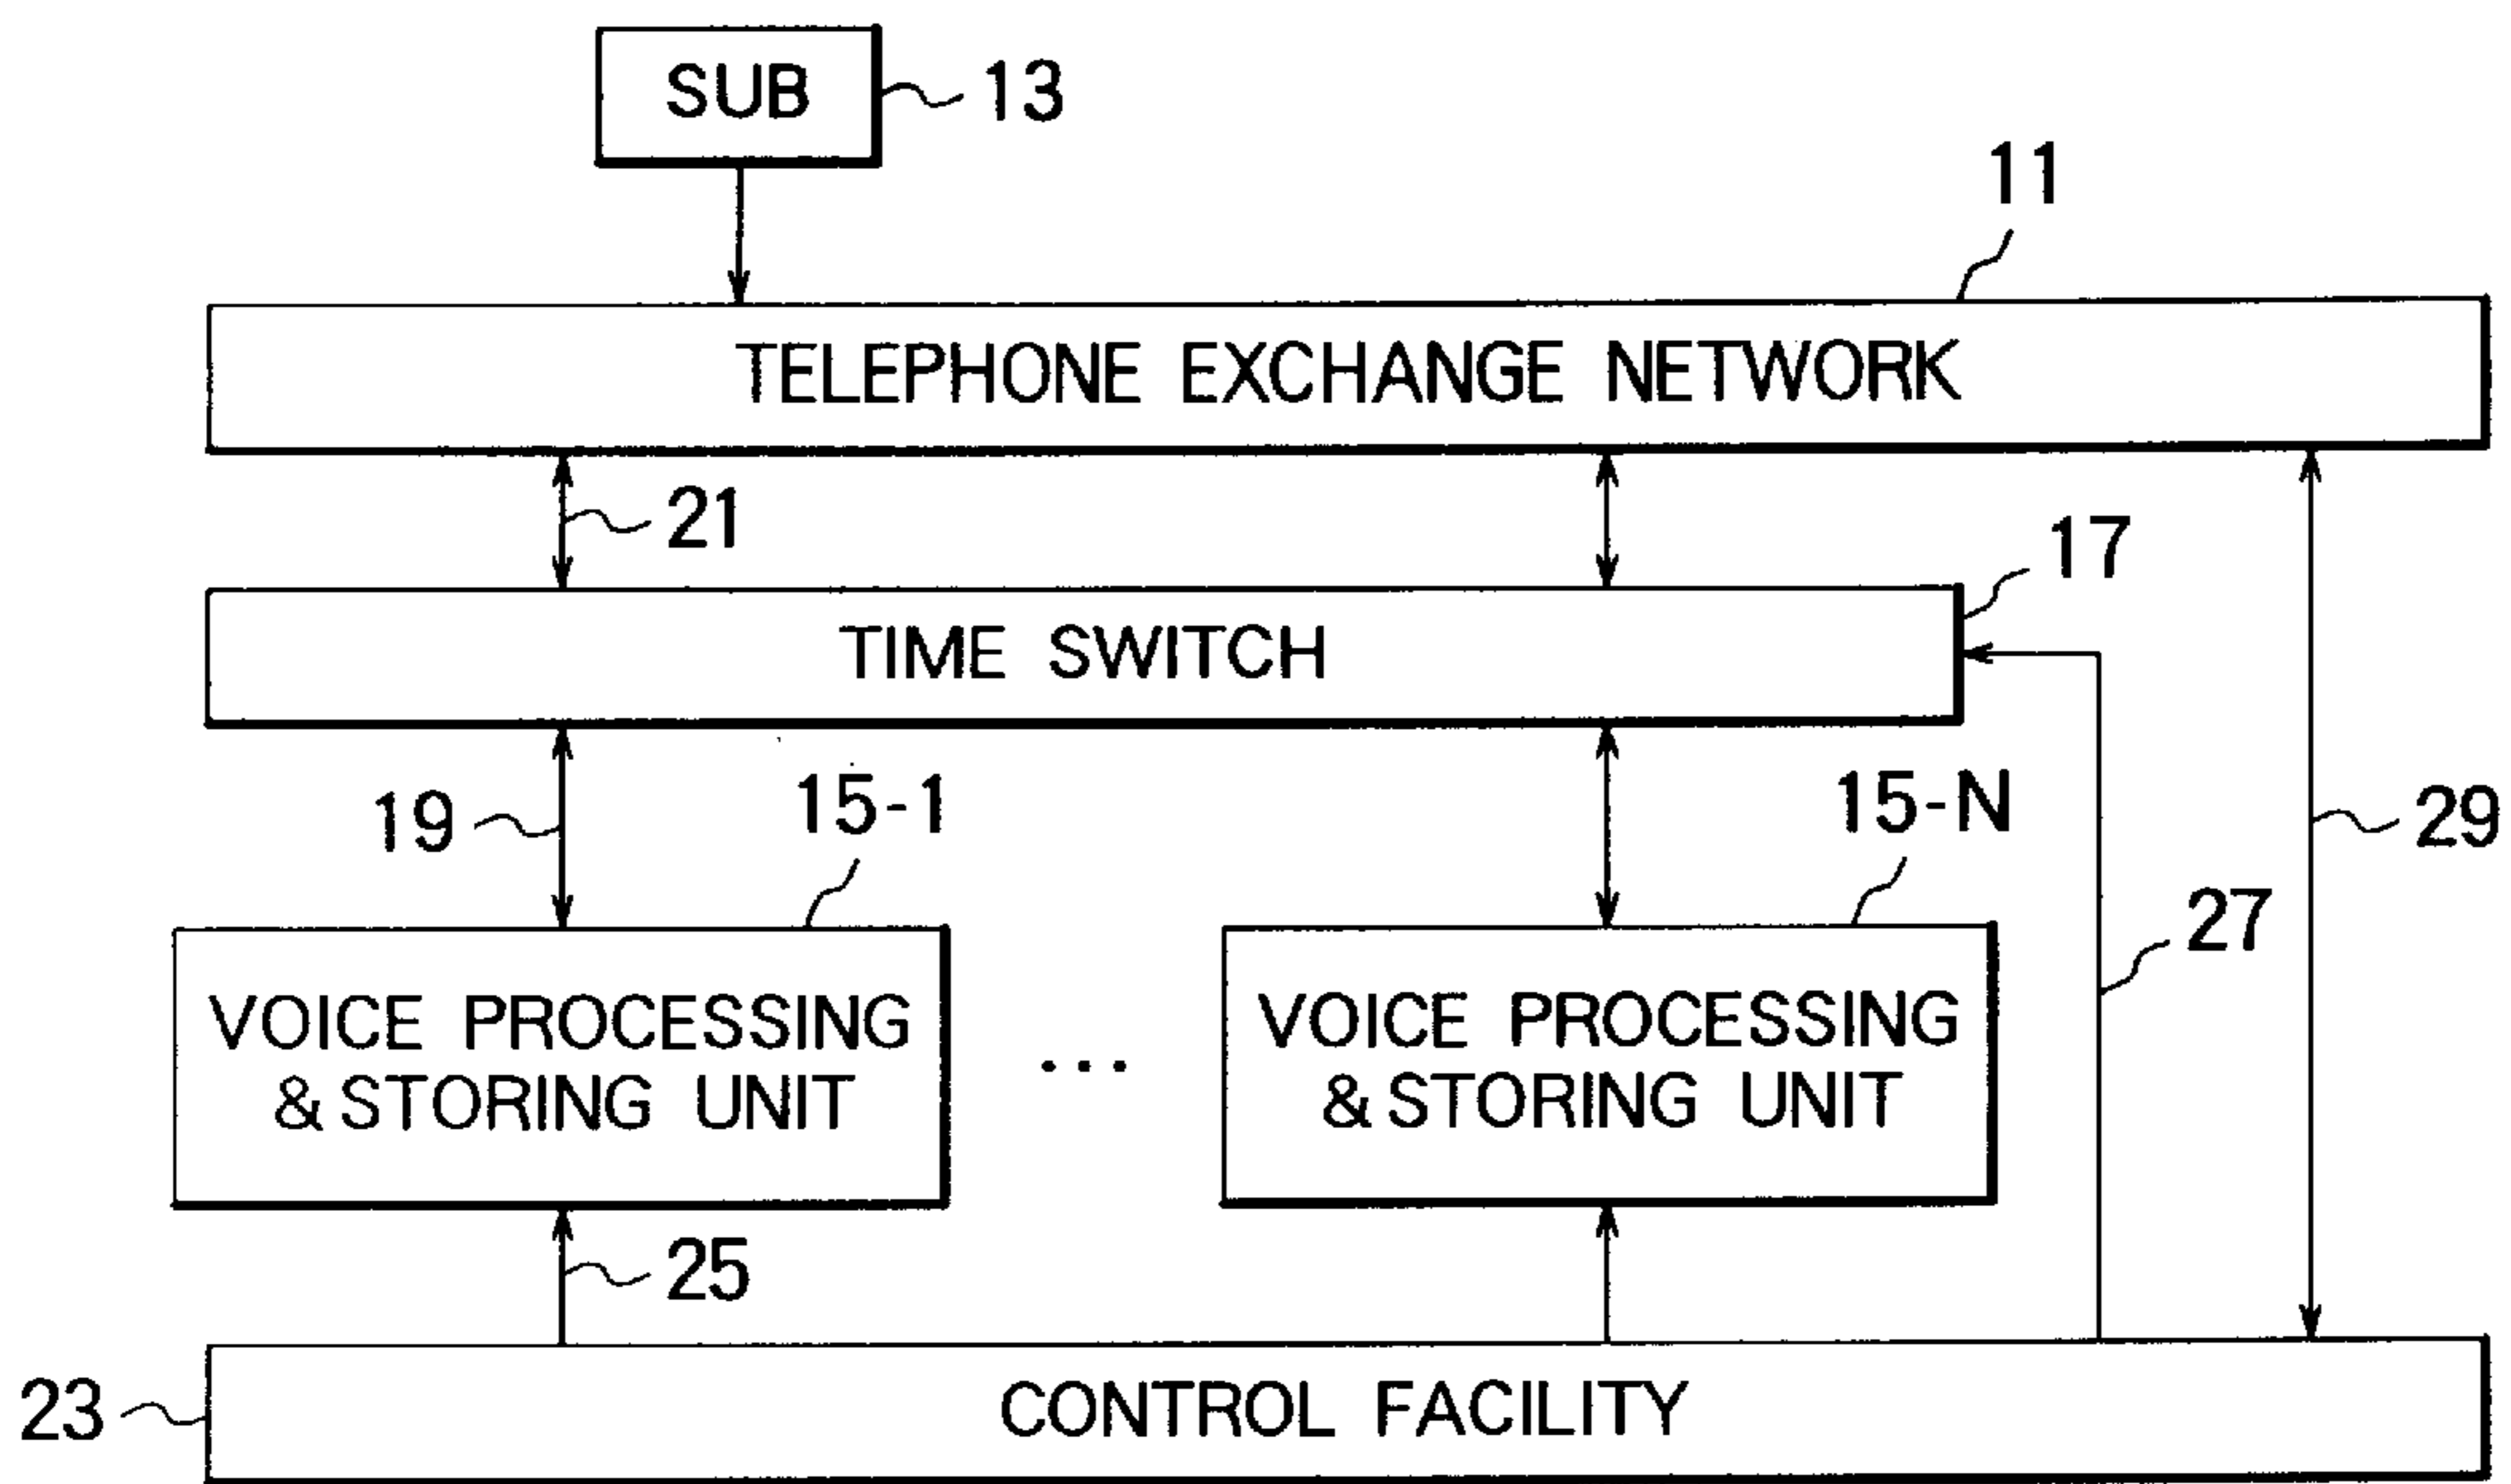 SUB
13
11
TELEPHONE EXCHANGE NETWORK
21
17
TIME SWITCH
19
15-1
15-N
29
27
VOICE PROCESSING
& STORING UNIT
...
VOICE PROCESSING
& STORING UNIT
25
23
CONTROL FACILITY